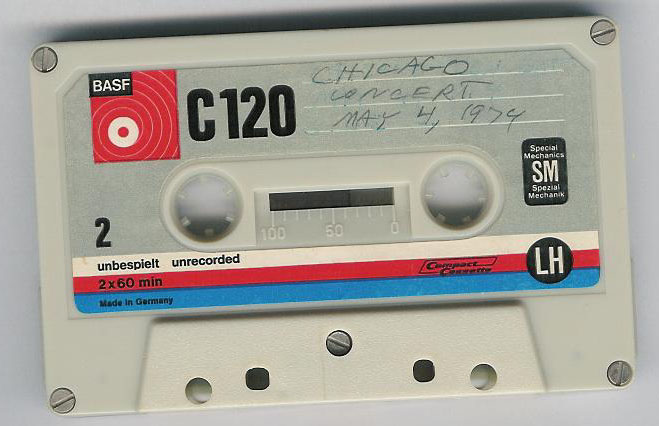 BASF
C120
CHICAGO
CONCERT
MAY 4, 1974
Special
Mechanics
SM
Spezial
Mechanik
2
100 50 0
unbespielt unrecorded
Compact
Cassette
LH
2x60 min
Made in Germany